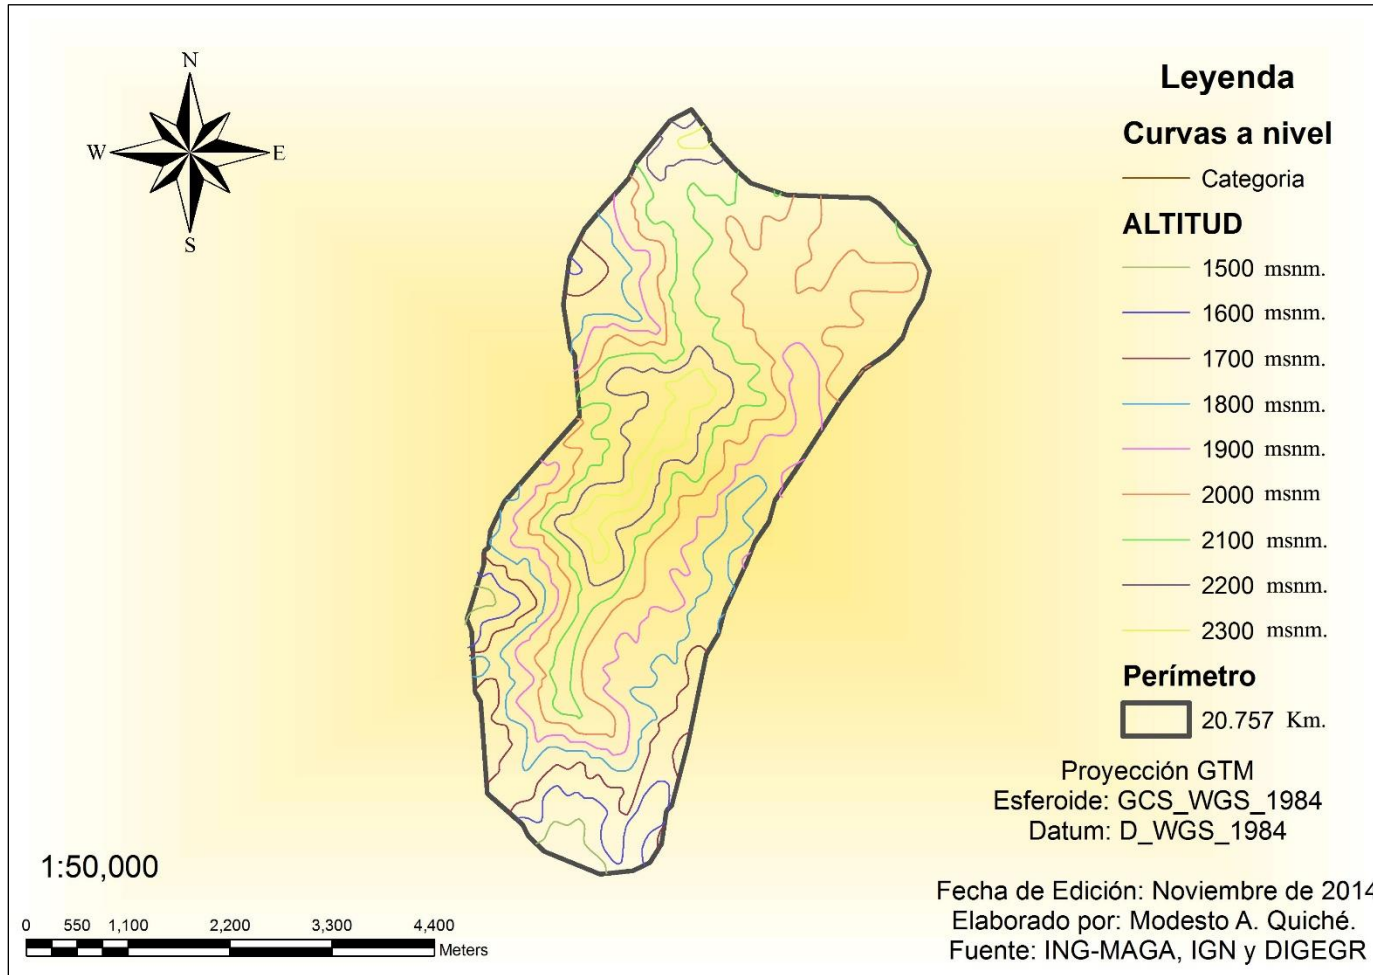 N
W E
S
Leyenda
Curvas a nivel
Categoria
ALTITUD
1500 msnm.
1600 msnm.
1700 msnm.
1800 msnm.
1900 msnm.
2000 msnm
2100 msnm.
2200 msnm.
2300 msnm.
Perímetro
20.757 Km.
Proyección GTM
Esferoide: GCS_WGS_1984
Datum: D_WGS_1984
1:50,000
0 550 1,100 2,200 3,300 4,400
Meters
Fecha de Edición: Noviembre de 2014
Elaborado por: Modesto A. Quiché.
Fuente: ING-MAGA, IGN y DIGEGR